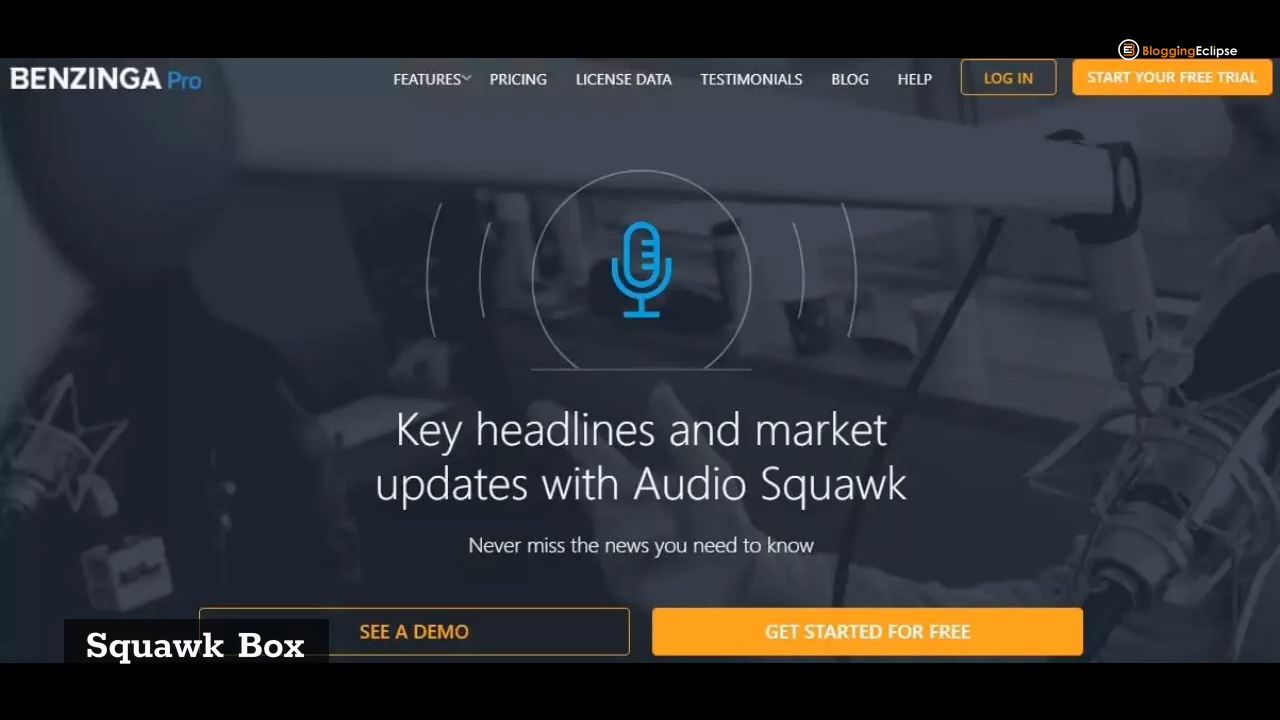 BloggingEclipse
BENZINGA Pro
FEATURES PRICING LICENSE DATA TESTIMONIALS BLOG HELP LOG IN START YOUR FREE TRIAL
Key headlines and market
updates with Audio Squawk
Never miss the news you need to know
SEE A DEMO GET STARTED FOR FREE
Squawk Box